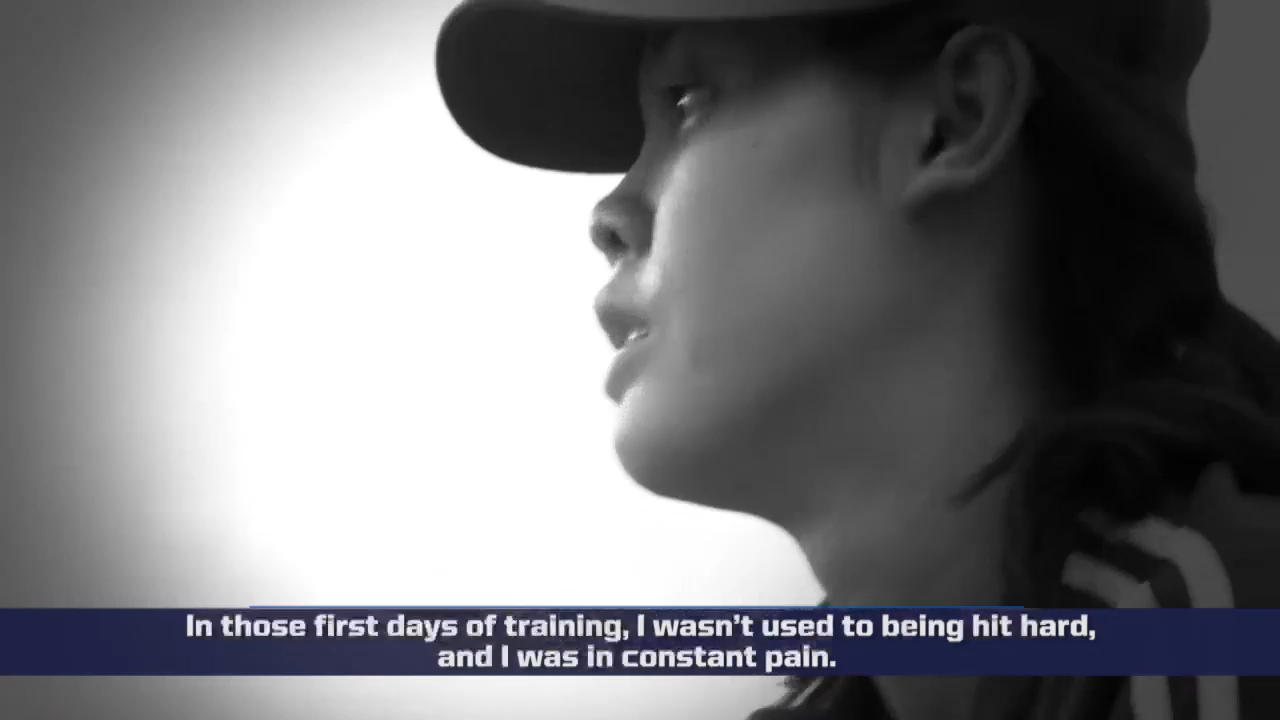 In those first days of training, I wasn't used to being hit hard,
and I was in constant pain.